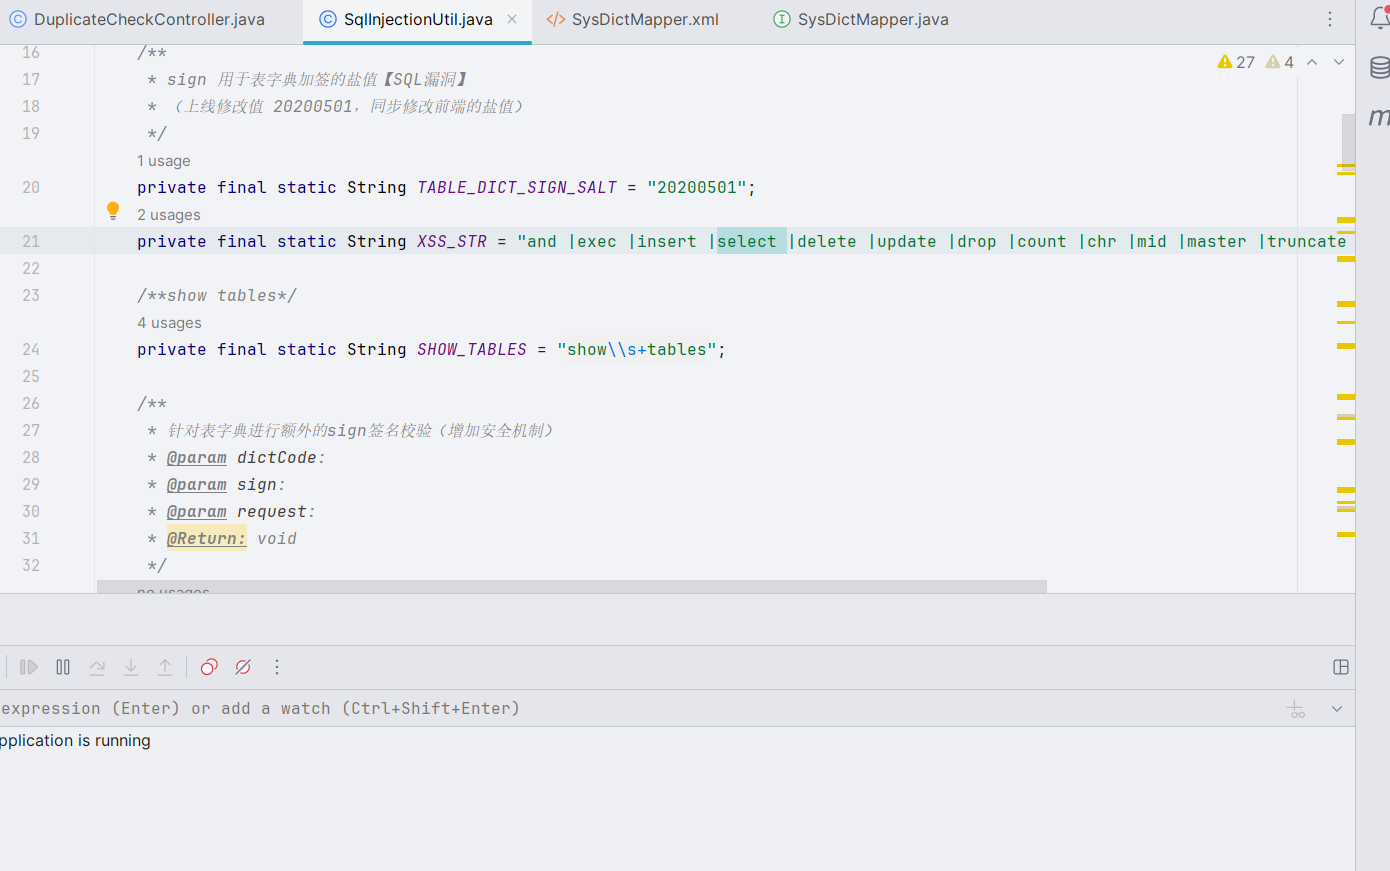 DuplicateCheckController.java SqlInjectionUtil.java SysDictMapper.xml SysDictMapper.java
27 4
16 /**
17 * sign 用于表字典加签的盐值【SQL漏洞】
18 * （上线修改值 20200501，同步修改前端的盐值）
19 */
1 usage
20 private final static String TABLE_DICT_SIGN_SALT = "20200501";
2 usages
21 private final static String XSS_STR = "and |exec |insert |select |delete |update |drop |count |chr |mid |master |truncate
22
23 /**show tables*/
4 usages
24 private final static String SHOW_TABLES = "show\\s+tables";
25
26 /**
27 * 针对表字典进行额外的sign签名校验（增加安全机制）
28 * @param dictCode:
29 * @param sign:
30 * @param request:
31 * @Return: void
32 */
no usages
expression (Enter) or add a watch (Ctrl+Shift+Enter)
pplication is running